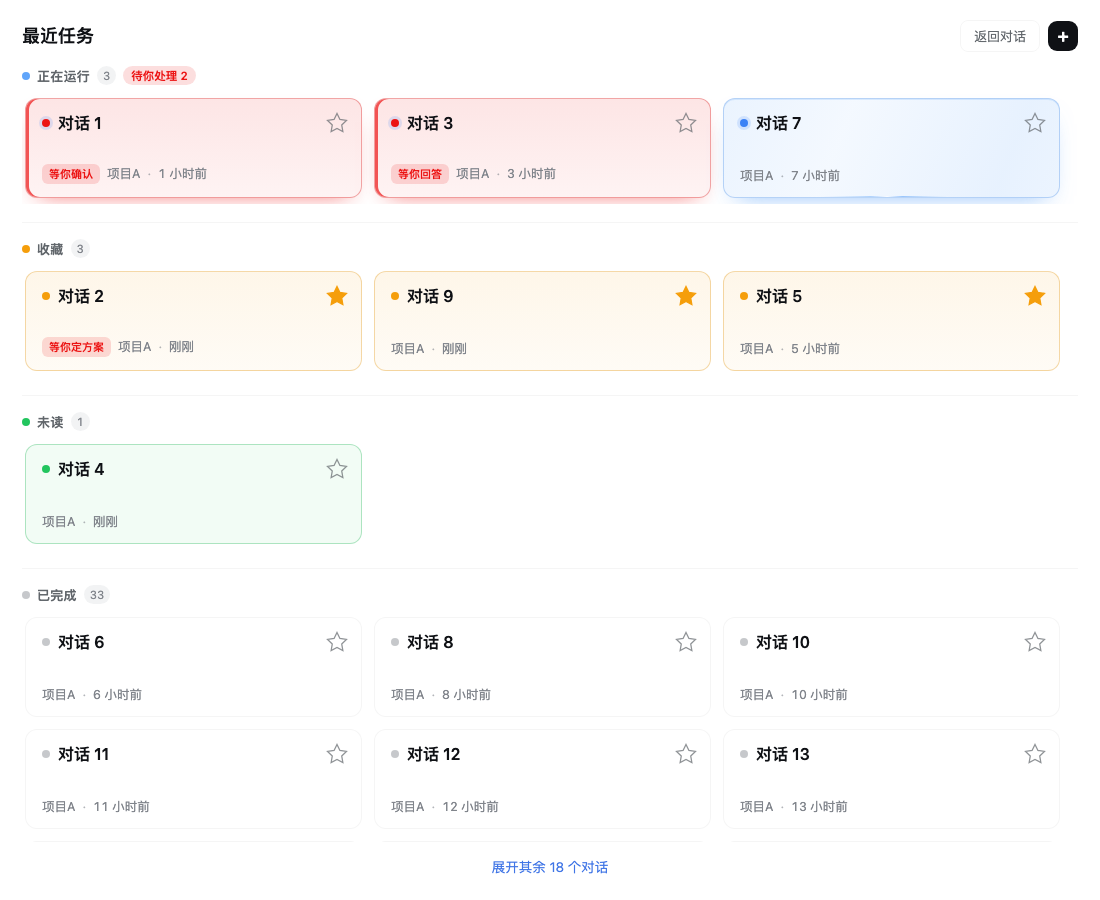 最近任务
返回对话
正在运行 3 待你处理 2
对话 1
等你确认 项目A · 1 小时前
对话 3
等你回答 项目A · 3 小时前
对话 7
项目A · 7 小时前
收藏 3
对话 2
等你定方案 项目A · 刚刚
对话 9
项目A · 刚刚
对话 5
项目A · 5 小时前
未读 1
对话 4
项目A · 刚刚
已完成 33
对话 6
项目A · 6 小时前
对话 8
项目A · 8 小时前
对话 10
项目A · 10 小时前
对话 11
项目A · 11 小时前
对话 12
项目A · 12 小时前
对话 13
项目A · 13 小时前
展开其余 18 个对话